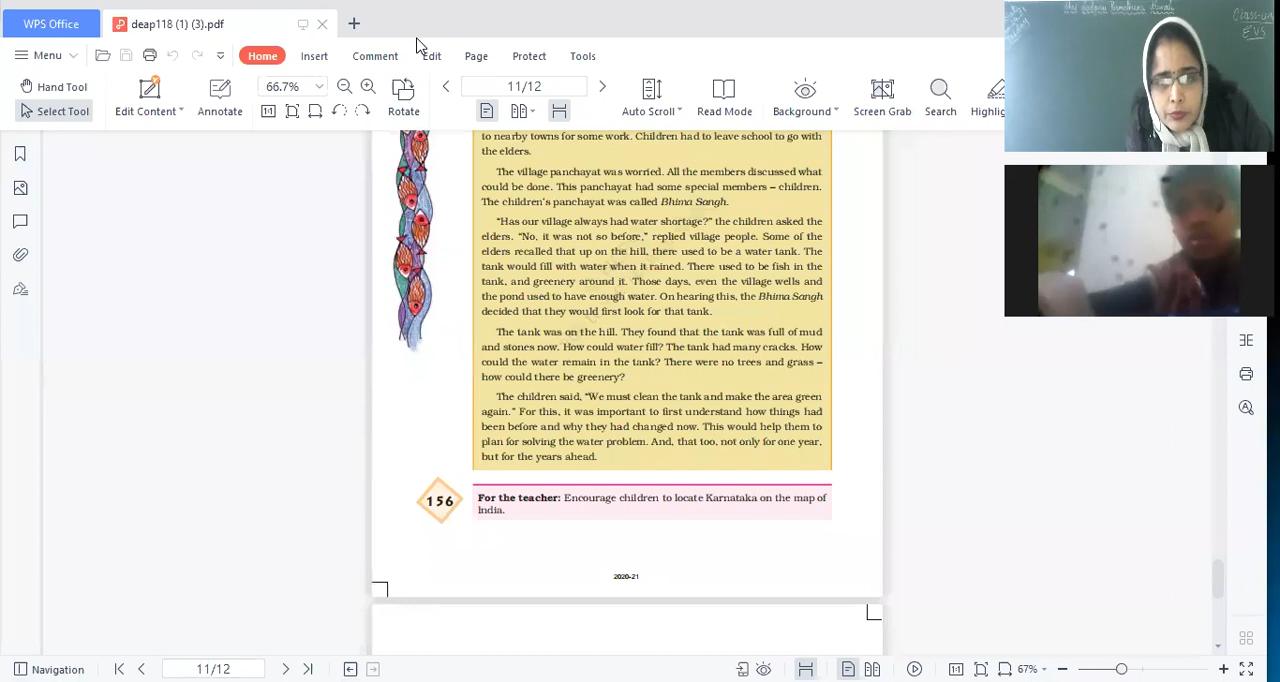 WPS Office
deap118 (1) (3).pdf
Menu
Home
Insert
Comment
Edit
Page
Protect
Tools
Hand Tool
Select Tool
Edit Content
Annotate
66.7%
Rotate
11/12
Auto Scroll
Read Mode
Background
Screen Grab
Search
Highlig
Class-
EVS
to nearby towns for some work. Children had to leave school to go with
the elders.
The village panchayat was worried. All the members discussed what
could be done. This panchayat had some special members – children.
The children's panchayat was called Bhima Sangh.
"Has our village always had water shortage?" the children asked the
elders. "No, it was not so before," replied village people. Some of the
elders recalled that up on the hill, there used to be a water tank. The
tank would fill with water when it rained. There used to be fish in the
tank, and greenery around it. Those days, even the village wells and
the pond used to have enough water. On hearing this, the Bhima Sangh
decided that they would first look for that tank.
The tank was on the hill. They found that the tank was full of mud
and stones now. How could water fill? The tank had many cracks. How
could the water remain in the tank? There were no trees and grass –
how could there be greenery?
The children said, "We must clean the tank and make the area green
again." For this, it was important to first understand how things had
been before and why they had changed now. This would help them to
plan for solving the water problem. And, that too, not only for one year,
but for the years ahead.
156
For the teacher: Encourage children to locate Karnataka on the map of
India.
2020-21
Navigation
11/12
67%